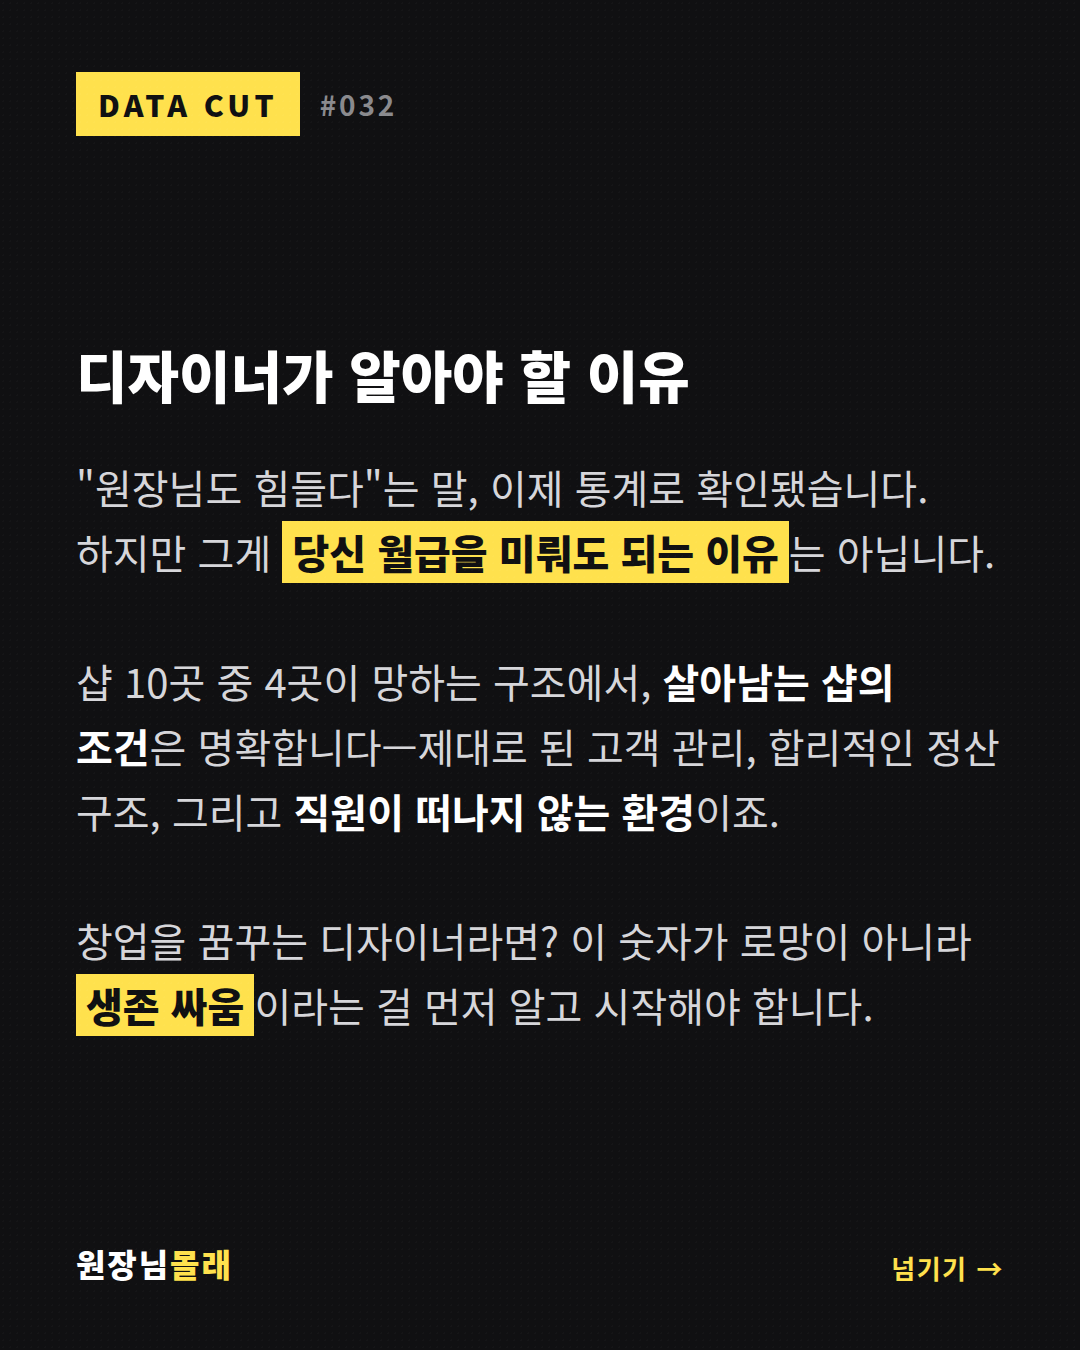 DATA CUT #032
디자이너가 알아야 할 이유
"원장님도 힘들다"는 말, 이제 통계로 확인됐습니다.
하지만 그게 당신 월급을 미뤄도 되는 이유는 아닙니다.
샵 10곳 중 4곳이 망하는 구조에서, 살아남는 샵의
조건은 명확합니다—제대로 된 고객 관리, 합리적인 정산
구조, 그리고 직원이 떠나지 않는 환경이죠.
창업을 꿈꾸는 디자이너라면? 이 숫자가 로망이 아니라
생존 싸움이라는 걸 먼저 알고 시작해야 합니다.
원장님몰래
넘기기 →